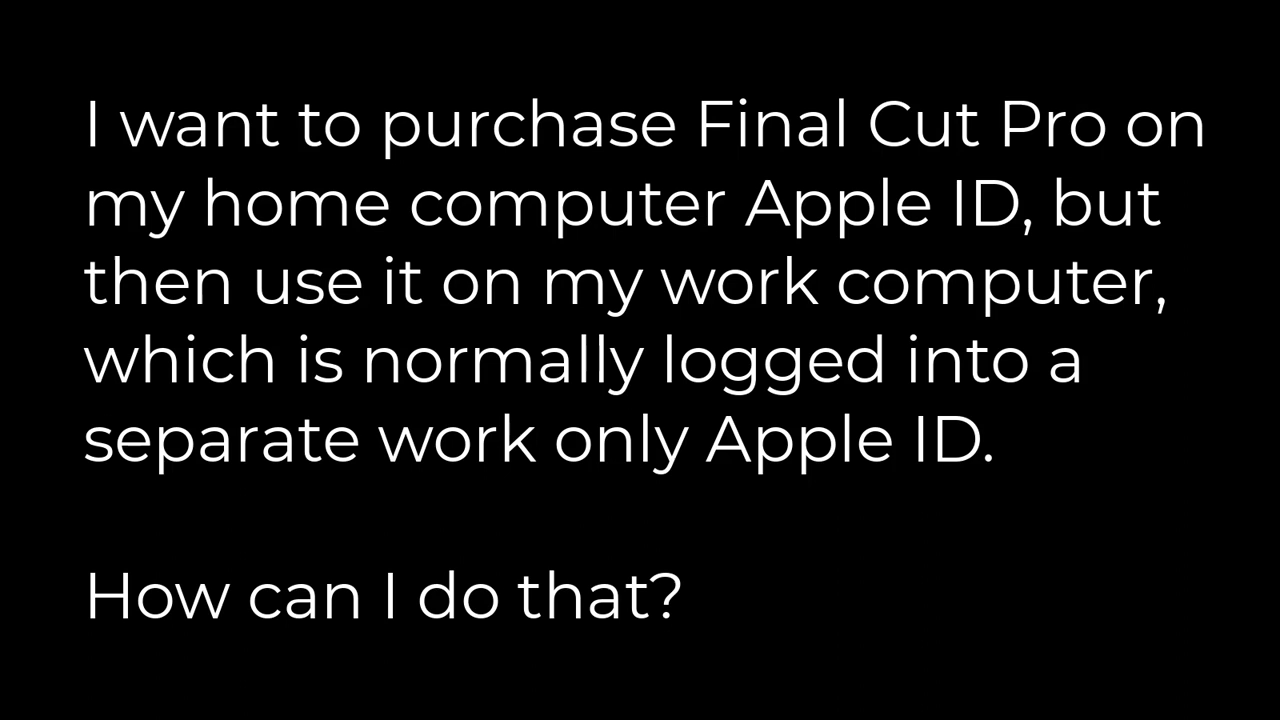 I want to purchase Final Cut Pro on
my home computer Apple ID, but
then use it on my work computer,
which is normally logged into a
separate work only Apple ID.
How can I do that?